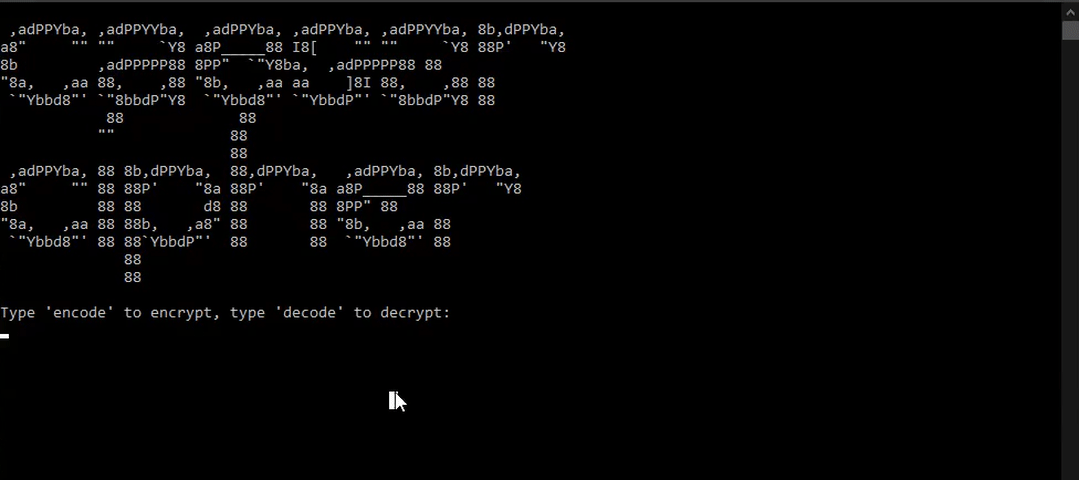 ,adPPYba, ,adPPYYba,  ,adPPYba, ,adPPYba, ,adPPYYba, 8b,dPPYba,
a8"     "" ""     `Y8 a8P_____88 I8[    "" ""     `Y8 88P'   "Y8
8b         ,adPPPPP88 8PP"  `"Y8ba,  ,adPPPPP88 88
"8a,   ,aa 88,    ,88 "8b,   ,aa aa    ]8I 88,    ,88 88
 `"Ybbd8"' `"8bbdP"Y8  `"Ybbd8"' `"YbbdP"' `"8bbdP"Y8 88
            88             88
           ""             88
                          88
 ,adPPYba, 88 8b,dPPYba,  88,dPPYba,   ,adPPYba, 8b,dPPYba,
a8"     "" 88 88P'    "8a 88P'    "8a a8P_____88 88P'   "Y8
8b         88 88       d8 88       88 8PP" 88
"8a,   ,aa 88 88b,   ,a8" 88       88 "8b,   ,aa 88
 `"Ybbd8"' 88 88`YbbdP"'  88       88  `"Ybbd8"' 88
              88
              88
Type 'encode' to encrypt, type 'decode' to decrypt: